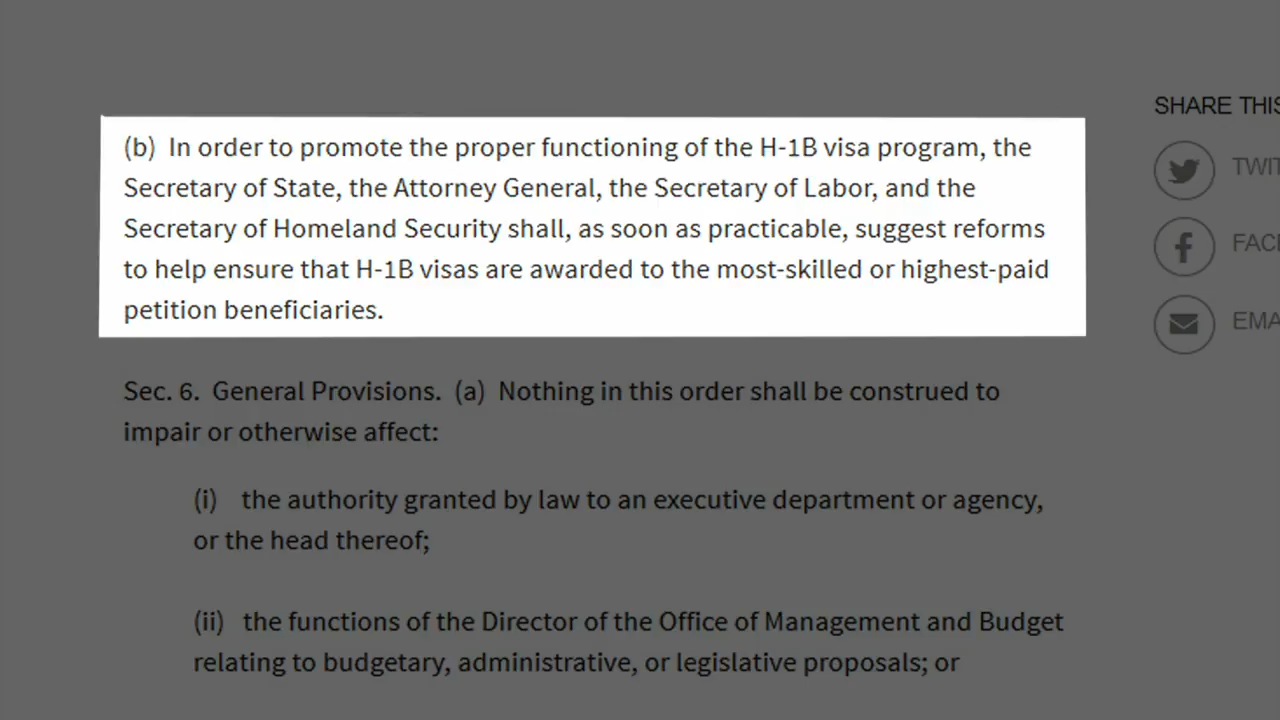 SHARE THIS
(b) In order to promote the proper functioning of the H-1B visa program, the
Secretary of State, the Attorney General, the Secretary of Labor, and the
Secretary of Homeland Security shall, as soon as practicable, suggest reforms
to help ensure that H-1B visas are awarded to the most-skilled or highest-paid
petition beneficiaries.
TWIT
FAC
EMA
Sec. 6. General Provisions. (a) Nothing in this order shall be construed to
impair or otherwise affect:
(i) the authority granted by law to an executive department or agency,
or the head thereof;
(ii) the functions of the Director of the Office of Management and Budget
relating to budgetary, administrative, or legislative proposals; or